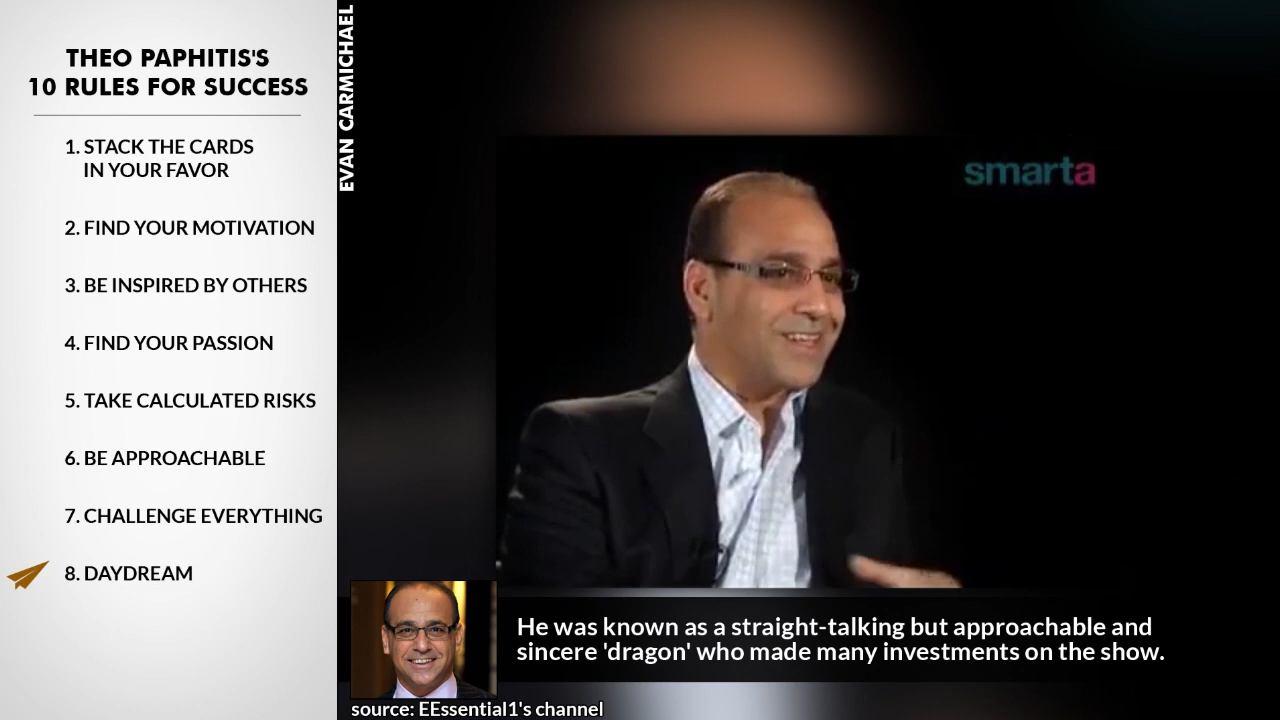 THEO PAPHITIS'S
10 RULES FOR SUCCESS
1. STACK THE CARDS
IN YOUR FAVOR
2. FIND YOUR MOTIVATION
3. BE INSPIRED BY OTHERS
4. FIND YOUR PASSION
5. TAKE CALCULATED RISKS
6. BE APPROACHABLE
7. CHALLENGE EVERYTHING
8. DAYDREAM
EVAN CARMICHAEL
smarta
He was known as a straight-talking but approachable and
sincere 'dragon' who made many investments on the show.
source: EEssential1's channel